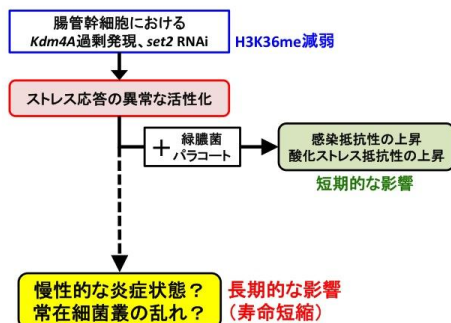 腸管幹細胞における
Kdm4A過剰発現、set2 RNAi
H3K36me減弱
ストレス応答の異常な活性化
＋
緑膿菌
パラコート
感染抵抗性の上昇
酸化ストレス抵抗性の上昇
短期的な影響
慢性的な炎症状態？
常在細菌叢の乱れ？
長期的な影響
（寿命短縮）